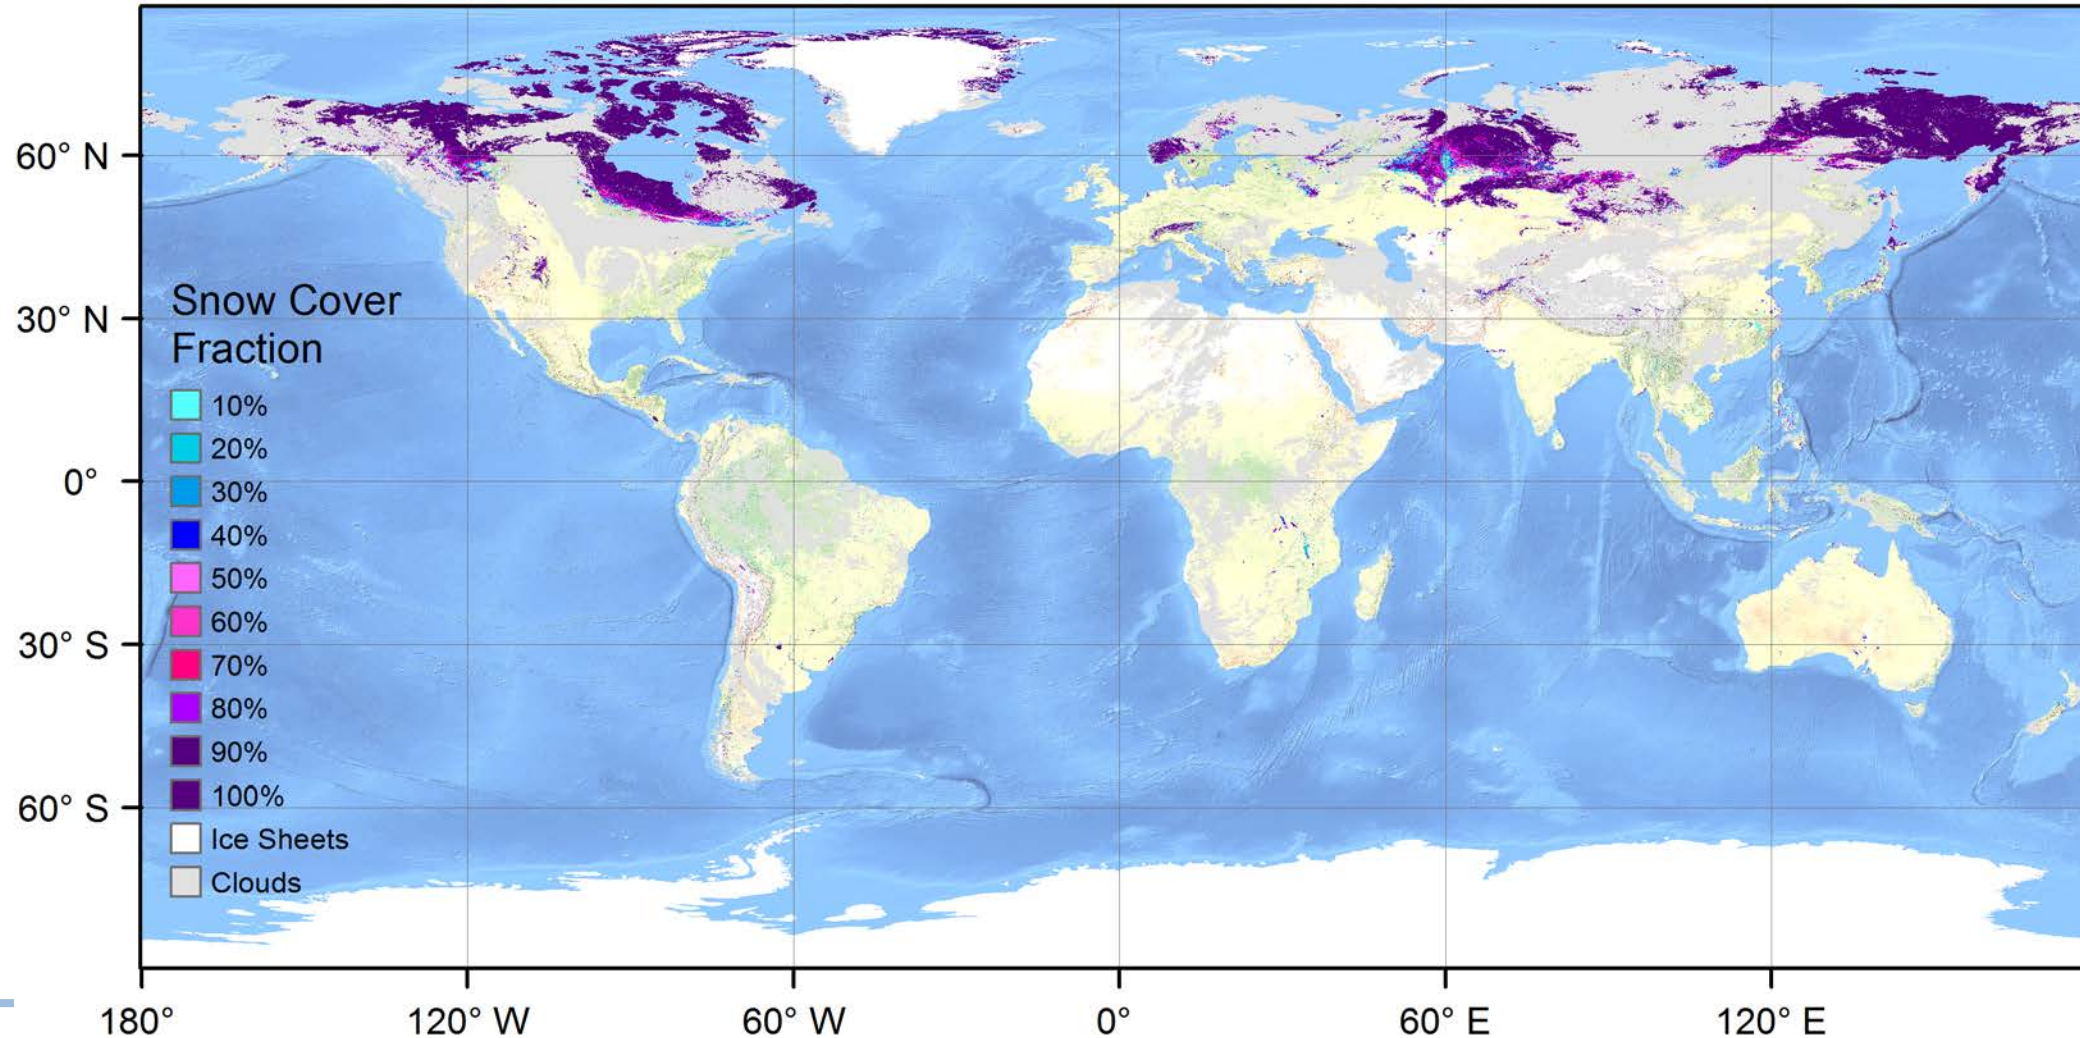 60° N
30° N
0°
30° S
60° S
Snow Cover
Fraction
10%
20%
30%
40%
50%
60%
70%
80%
90%
100%
Ice Sheets
Clouds
180°
120° W
60° W
0°
60° E
120° E